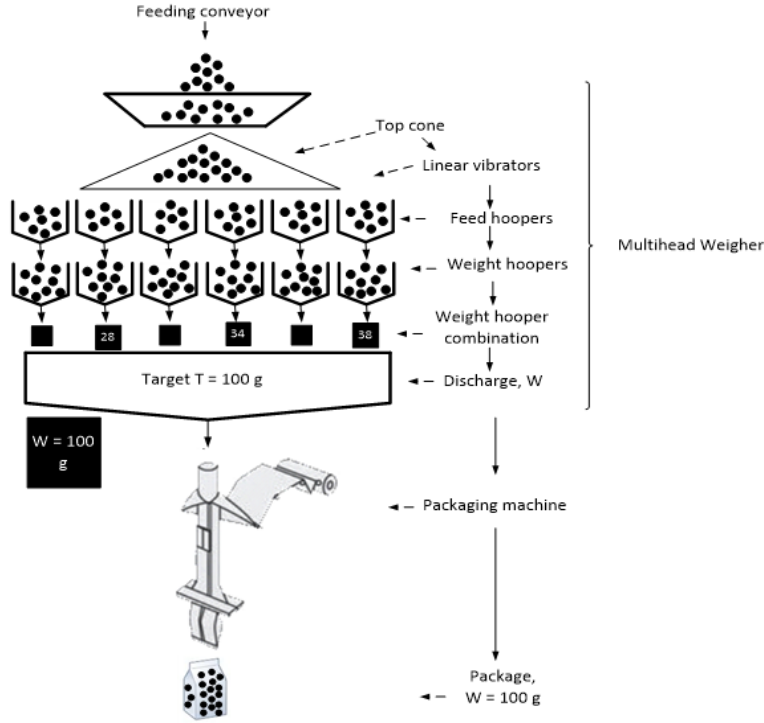 Feeding conveyor
Top cone
Linear vibrators
Feed hoopers
Multihead Weigher
Weight hoopers
Weight hooper
combination
28
34
38
Target T = 100 g
Discharge, W
W = 100
g
Packaging machine
Package,
W = 100 g